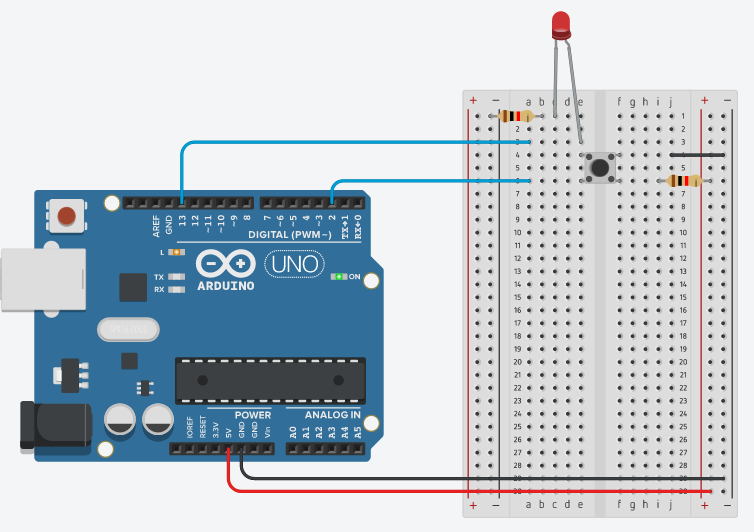 + − a b c d e f g h i j + −
1
2
3
4
5
7
8
9
10
11
12
13
14
15
16
17
18
19
20
21
22
23
24
25
26
27
28
+ − a b c d e f g h i j + −
AREF
GND
13
12
~11
~10
~9
8
7
~6
~5
4
~3
2
TX→1
RX←0
DIGITAL (PWM~)
L
TX
RX
ARDUINO
UNO
ON
POWER
ANALOG IN
IOREF
RESET
3.3V
5V
GND
GND
Vin
A0
A1
A2
A3
A4
A5